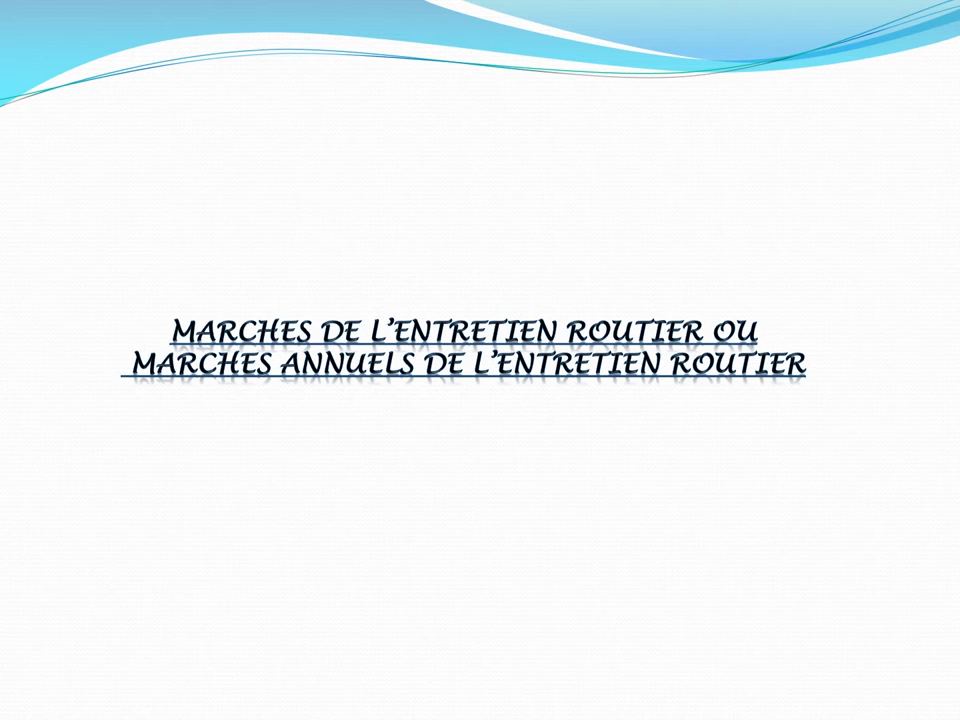 MARCHES DE L’ENTRETIEN ROUTIER OU
MARCHES ANNUELS DE L’ENTRETIEN ROUTIER